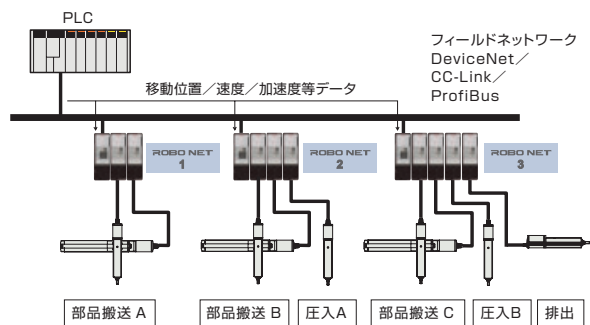 PLC
フィールドネットワーク
DeviceNet／
CC-Link／
ProfiBus
移動位置／速度／加速度等データ
ROBO NET
1
ROBO NET
2
ROBO NET
3
部品搬送 A
部品搬送 B
圧入A
部品搬送 C
圧入B
排出